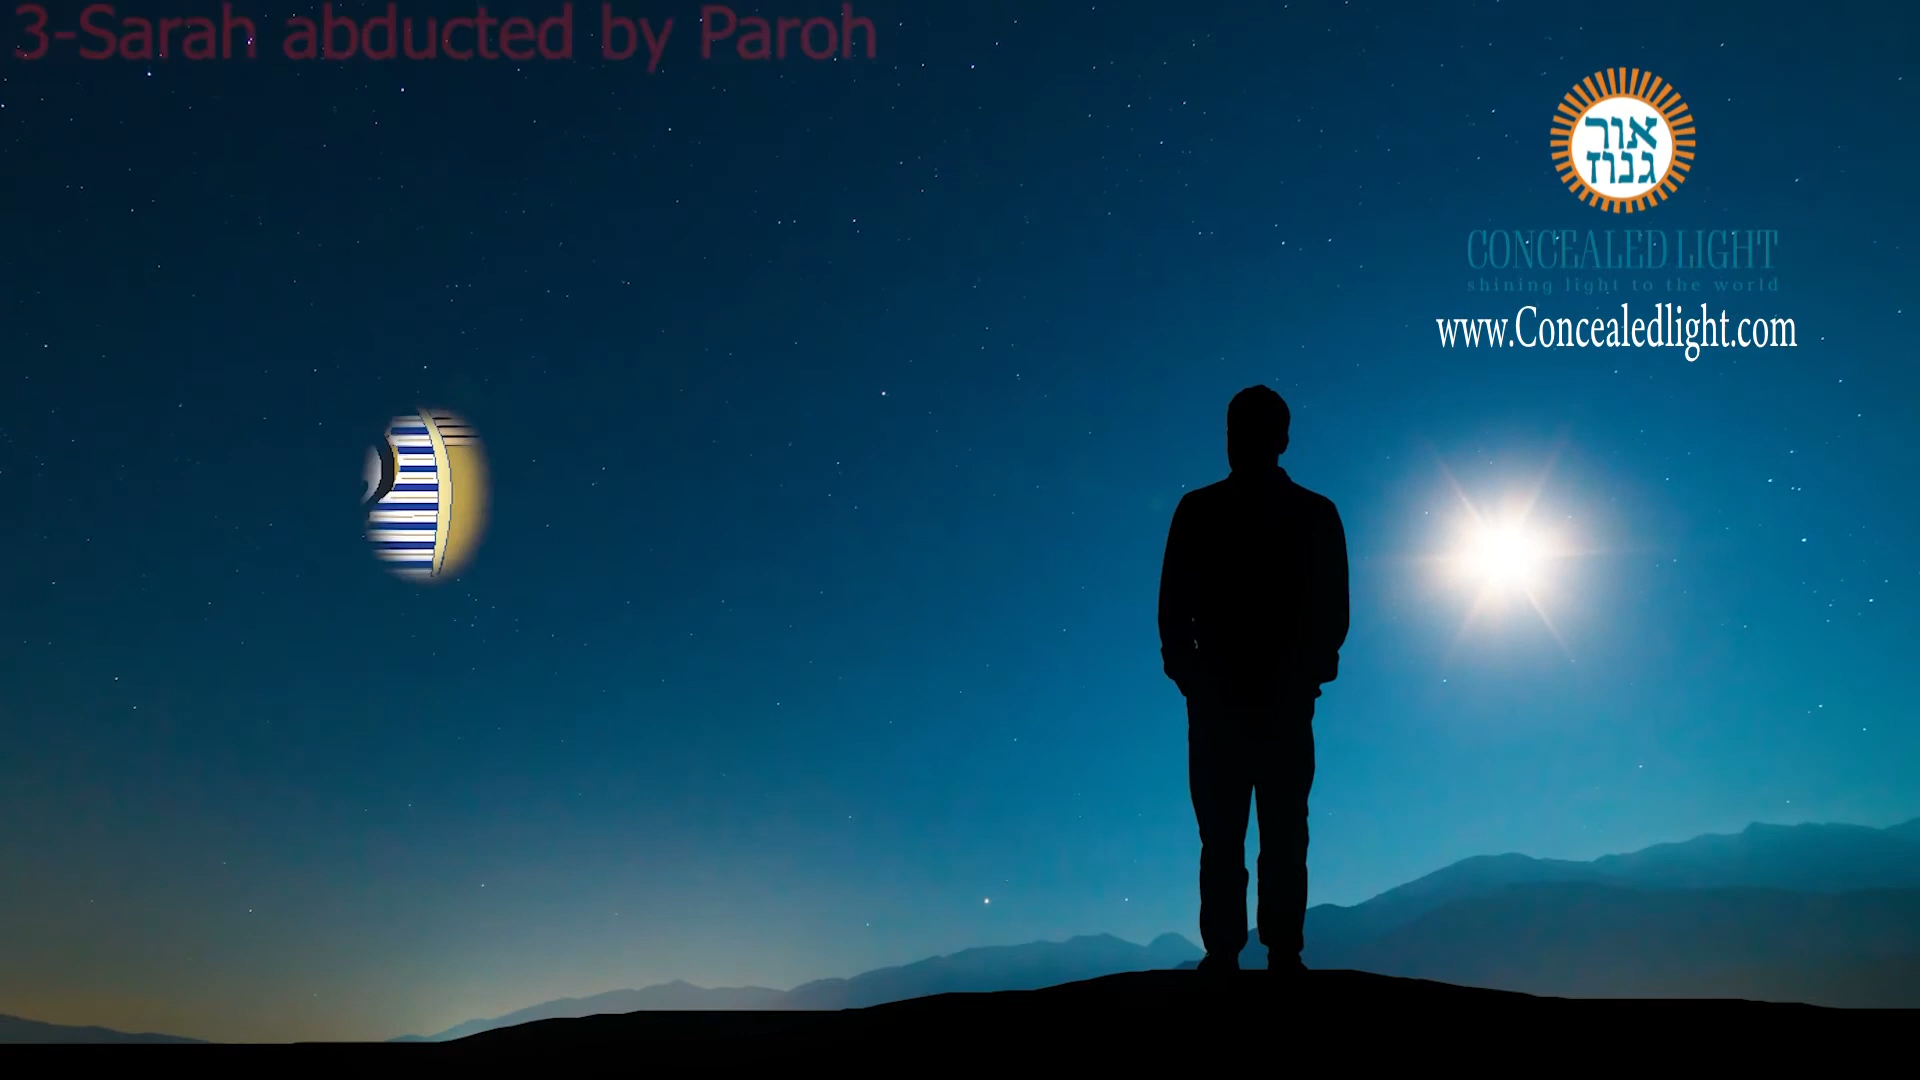 3-Sarah abducted by Paroh
אור
גנוז
CONCEALED LIGHT
shining light to the world
www.Concealedlight.com